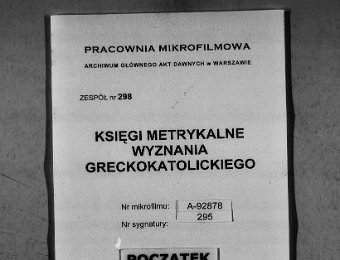 PRACOWNIA MIKROFILMOWA
ARCHIWUM GŁÓWNEGO AKT DAWNYCH w WARSZAWIE
ZESPÓŁ nr 298
KSIĘGI METRYKALNE
WYZNANIA
GRECKOKATOLICKIEGO
Nr mikrofilmu: A-92878
Nr sygnatury: 295
POCZĄTEK